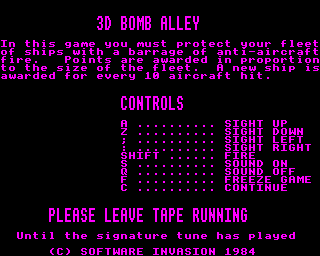 3D BOMB ALLEY
In this game you must protect your fleet
of ships with a barrage of anti-aircraft
fire.  Points are awarded in proportion
to the size of the fleet.  A new ship is
awarded for every 10 aircraft hit.
CONTROLS
A .......... SIGHT UP
Z .......... SIGHT DOWN
; .......... SIGHT LEFT
: .......... SIGHT RIGHT
SHIFT ...... FIRE
S .......... SOUND ON
Q .......... SOUND OFF
F .......... FREEZE GAME
C .......... CONTINUE
PLEASE LEAVE TAPE RUNNING
Until the signature tune has played
(C) SOFTWARE INVASION 1984